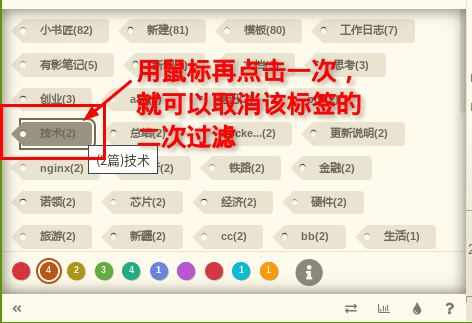 小书匠(82) 新建(81) 模板(80) 工作日志(7)
有影笔记(5) 思考(3)
用鼠标再点击一次，
创业(3)
就可以取消该标签的
技术(2) 总结 更新说明(2)
二次过滤
(2篇)技术
nginx(2) 铁路(2) 金融(2)
诺领(2) 芯片(2) 经济(2) 硬件(2)
旅游(2) 新疆(2) cc(2) bb(2) 生活(1)
4 2 3 4 1 1 1